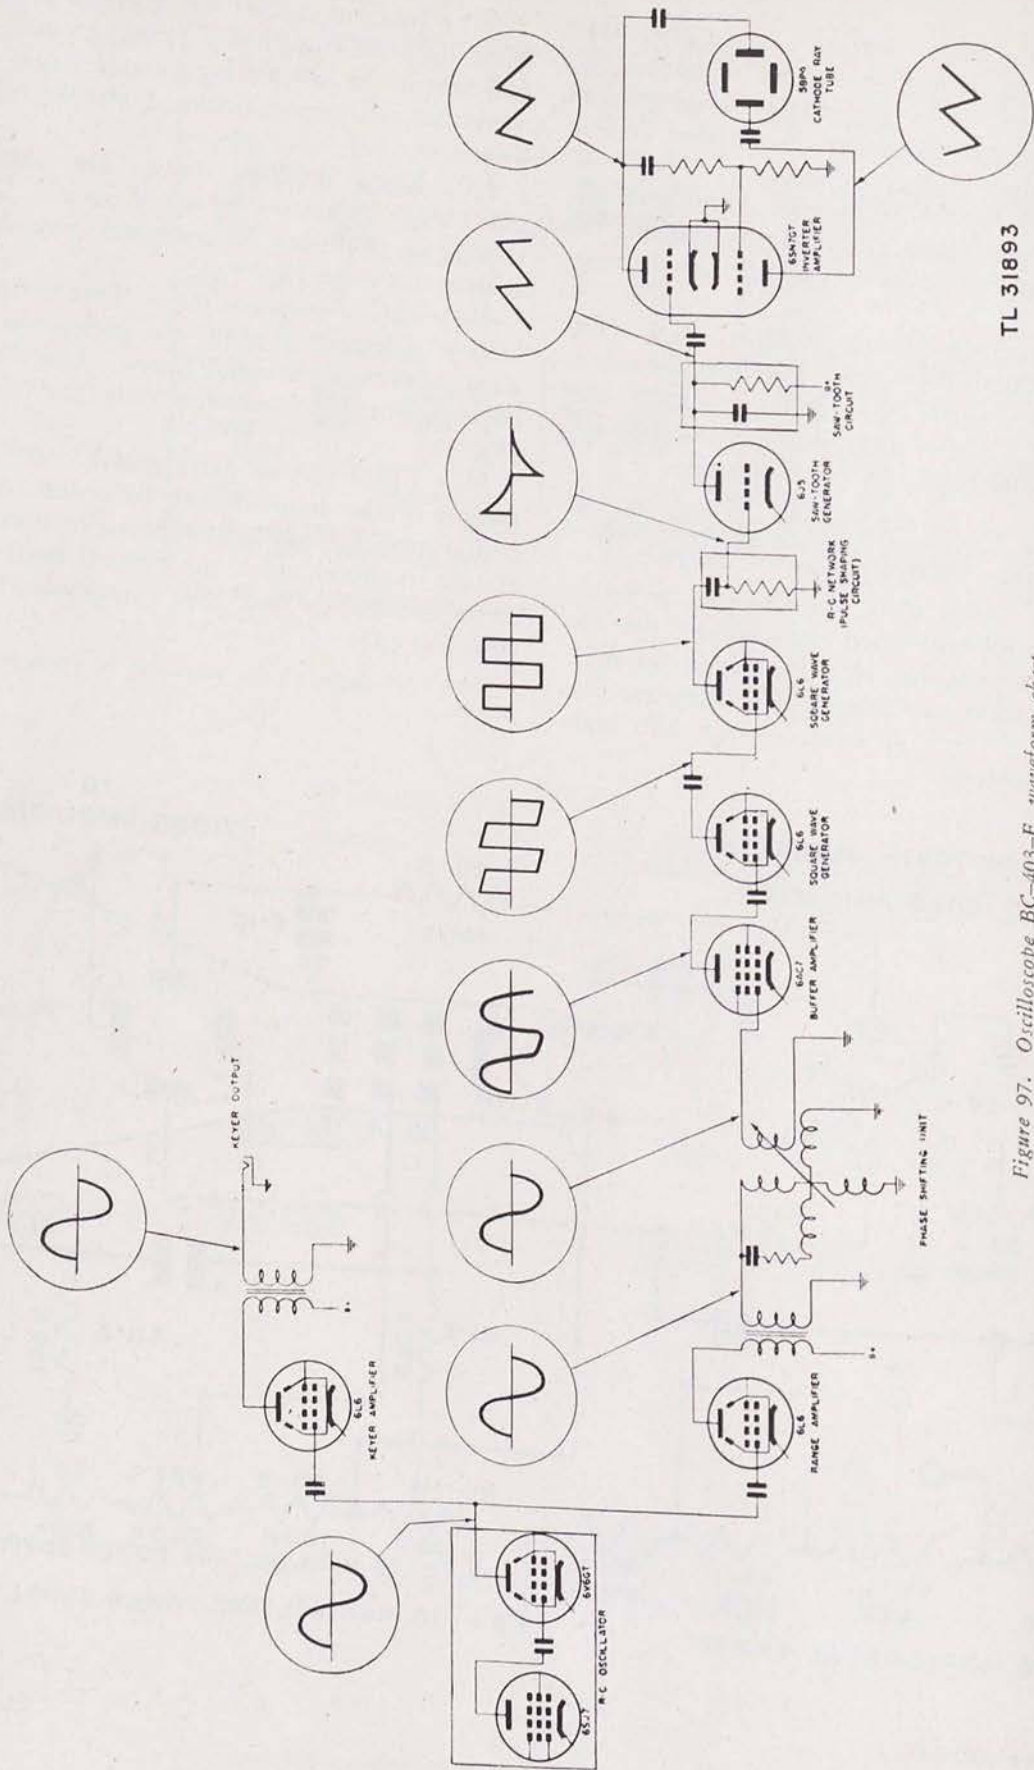 KEYER OUTPUT
B+
6L6
KEYER AMPLIFIER
6SJ7
6V6GT
R-C OSCILLATOR
6L6
RANGE AMPLIFIER
B+
PHASE SHIFTING UNIT
6AC7
BUFFER AMPLIFIER
6L6
SQUARE WAVE
GENERATOR
6L6
SQUARE WAVE
GENERATOR
R-C NETWORK
(PULSE SHAPING
CIRCUIT)
6J5
SAW-TOOTH
GENERATOR
B+
SAW-TOOTH
CIRCUIT
6SN7GT
INVERTER
AMPLIFIER
5BP4
CATHODE RAY
TUBE
TL 31893
Figure 97. Oscilloscope BC-403-E, waveforms chart.